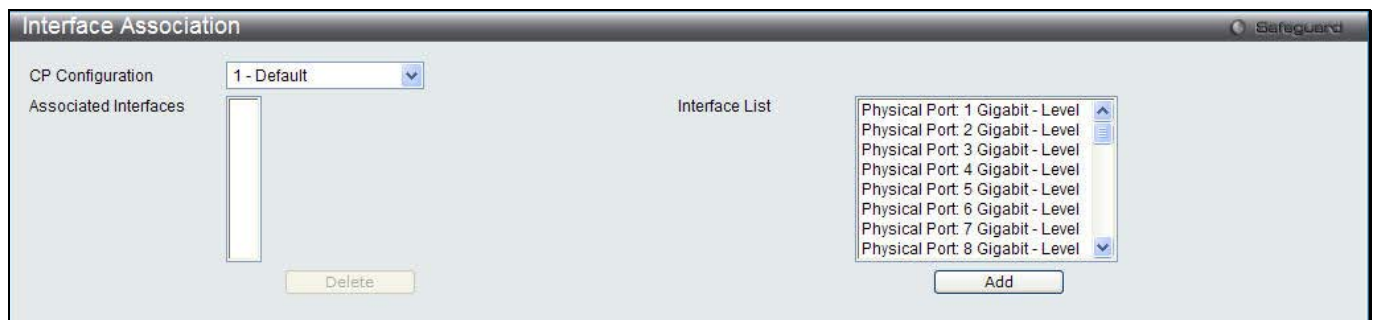 Interface Association
Safeguard
CP Configuration
1 - Default
Associated Interfaces
Interface List
Physical Port: 1 Gigabit - Level
Physical Port: 2 Gigabit - Level
Physical Port: 3 Gigabit - Level
Physical Port: 4 Gigabit - Level
Physical Port: 5 Gigabit - Level
Physical Port: 6 Gigabit - Level
Physical Port: 7 Gigabit - Level
Physical Port: 8 Gigabit - Level
Delete
Add